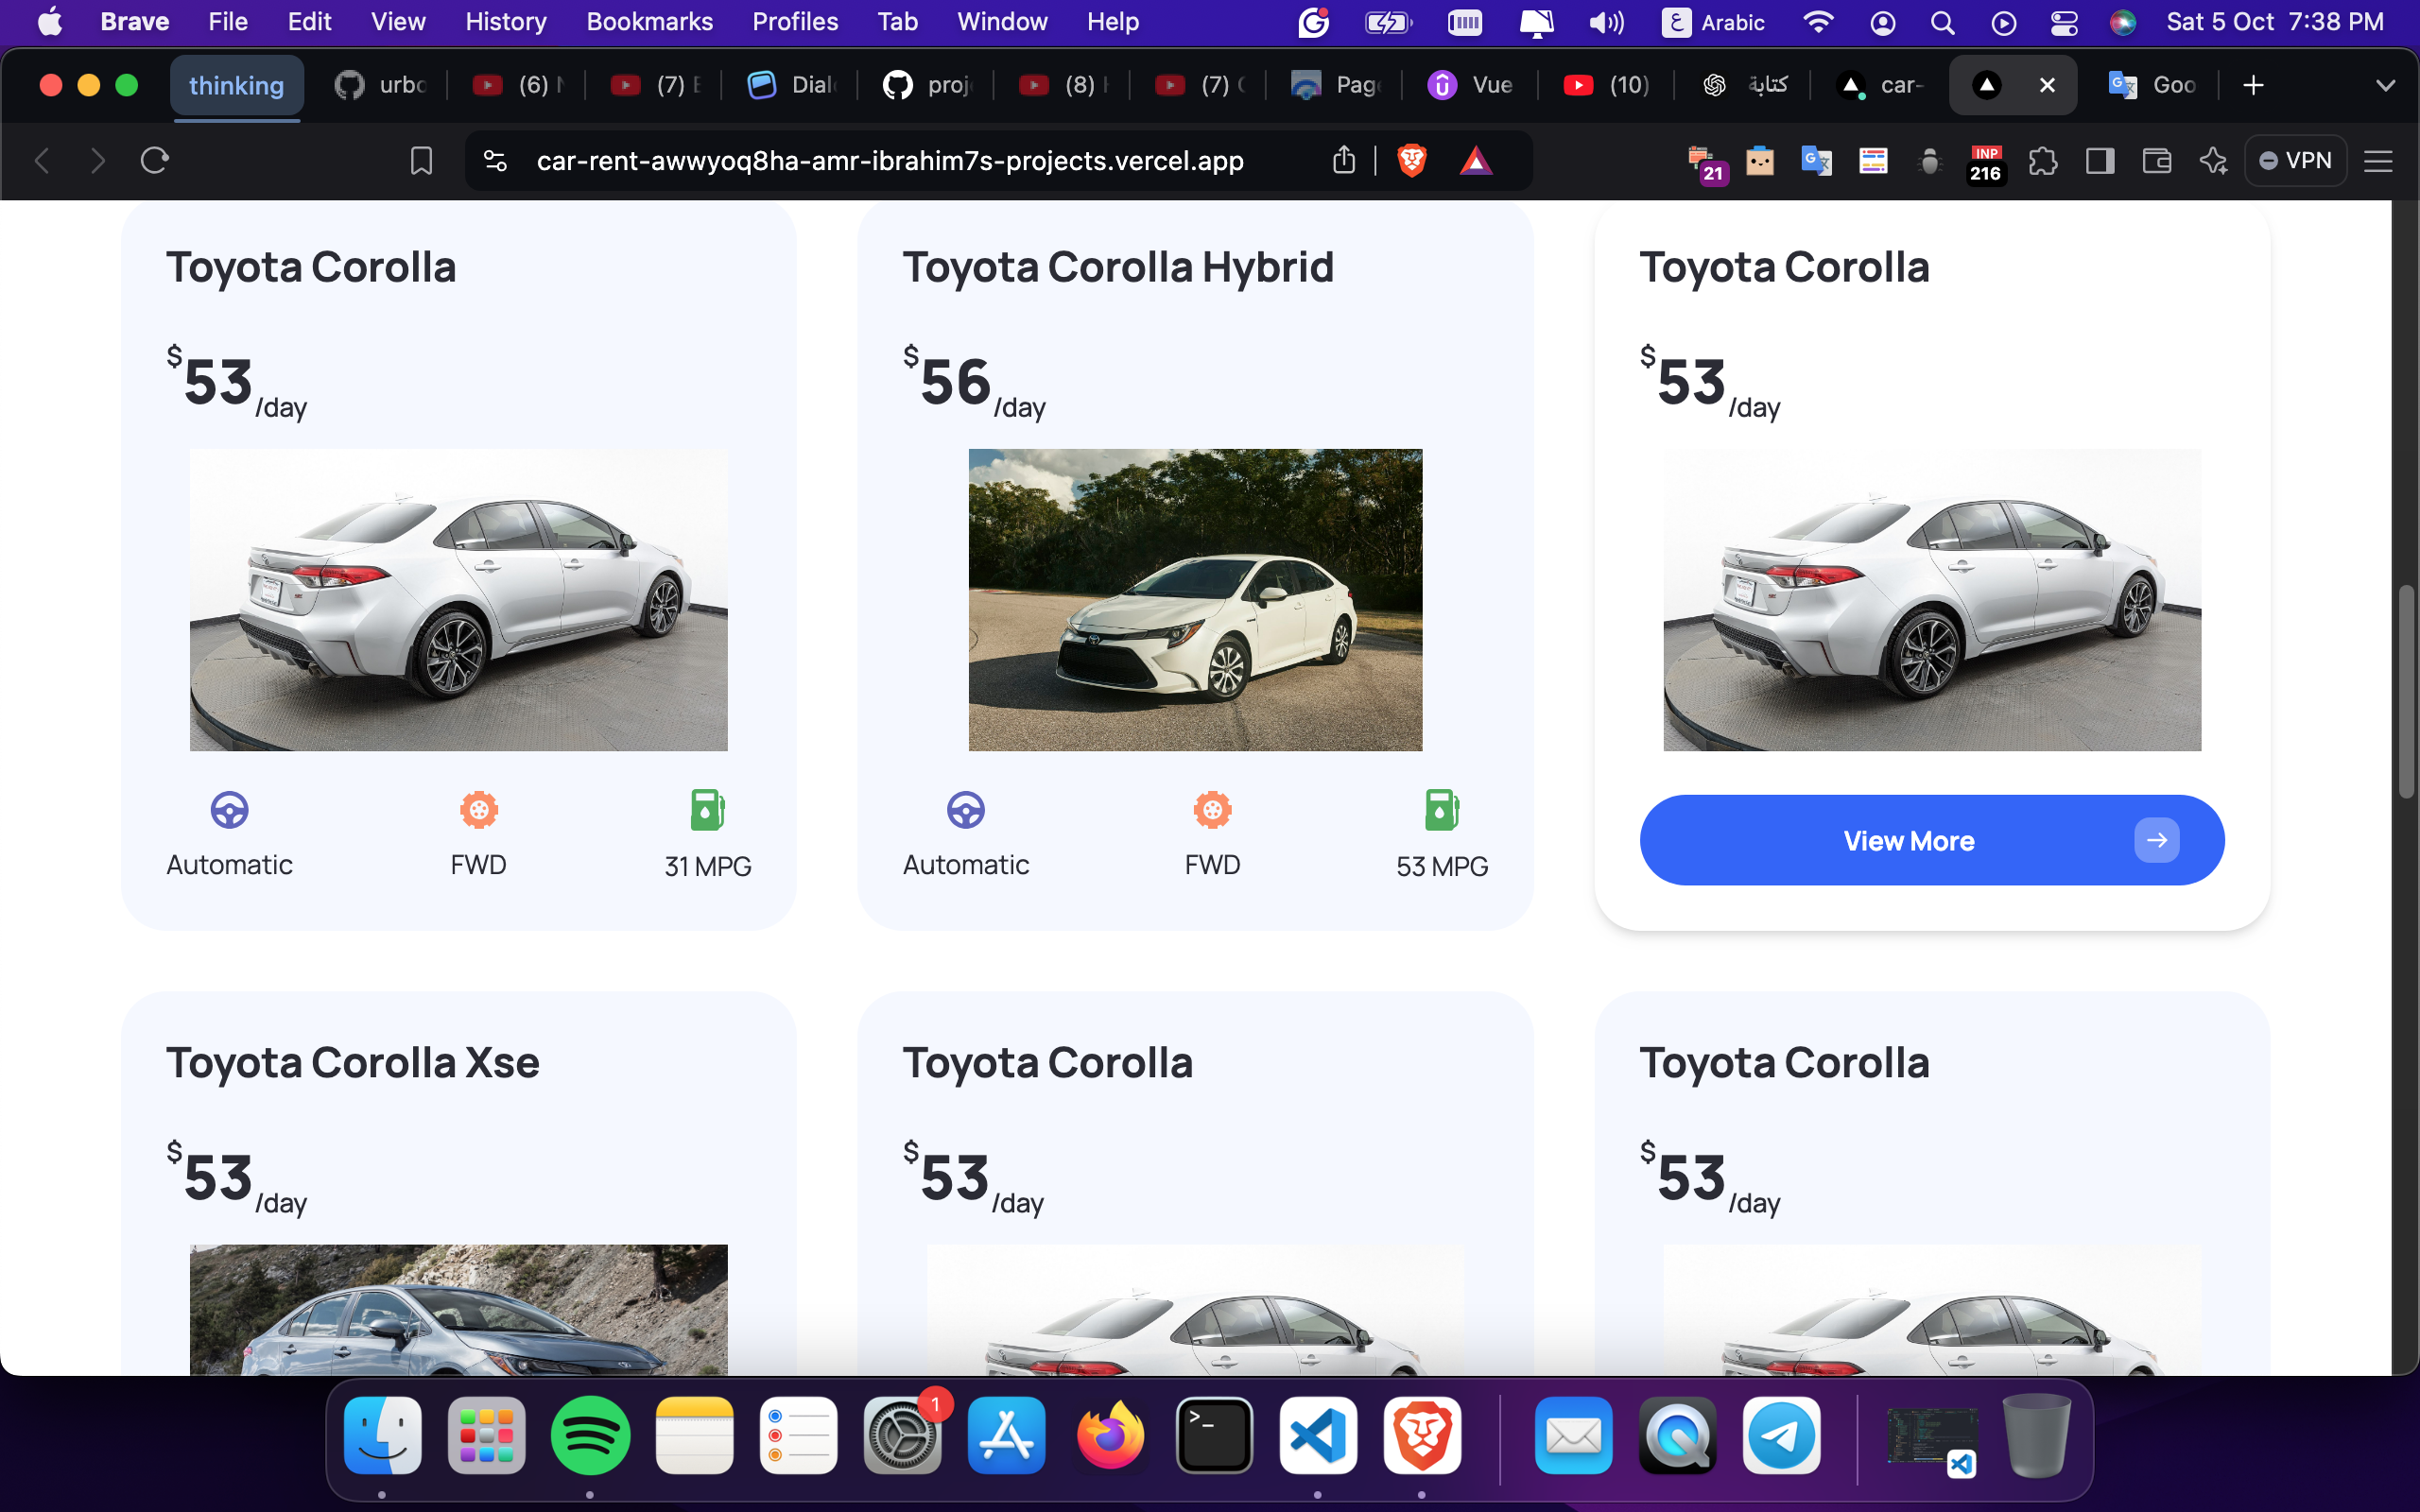 Brave File Edit View History Bookmarks Profiles Tab Window Help ع Arabic Sat 5 Oct 7:38 PM
thinking urbo (6) (7) Dial proj (8) (7) Page Vue (10) كتابة car- Goo
car-rent-awwyoq8ha-amr-ibrahim7s-projects.vercel.app 21 INP 216 VPN
Toyota Corolla
$53/day
Automatic FWD 31 MPG
Toyota Corolla Hybrid
$56/day
Automatic FWD 53 MPG
Toyota Corolla
$53/day
View More
Toyota Corolla Xse
$53/day
Toyota Corolla
$53/day
Toyota Corolla
$53/day
1